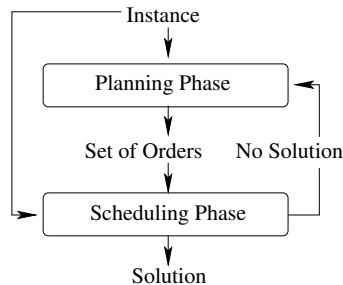 Instance
Planning Phase
Set of Orders
No Solution
Scheduling Phase
Solution